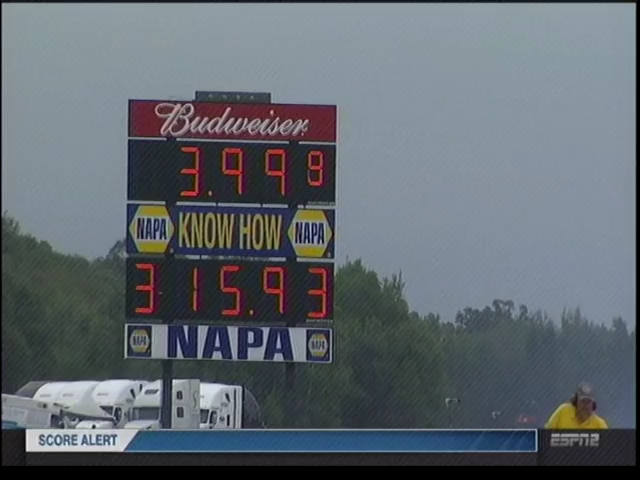 Budweiser
3.998
NAPA KNOW HOW NAPA
315.93
NAPA NAPA NAPA
SCORE ALERT
ESPN2